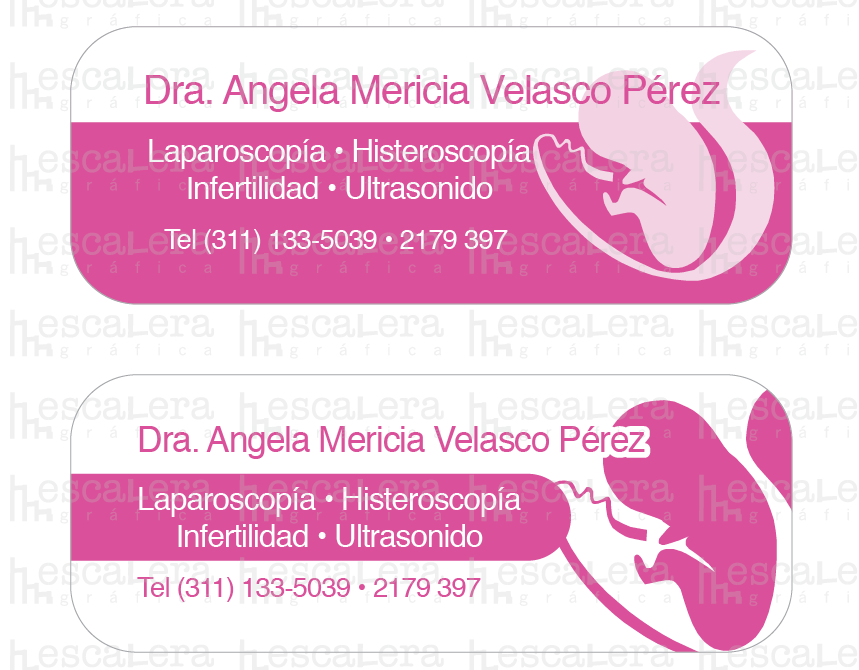 Dra. Angela Mericia Velasco Pérez
Laparoscopía • Histeroscopía
Infertilidad • Ultrasonido
Tel (311) 133-5039 • 2179 397
Dra. Angela Mericia Velasco Pérez
Laparoscopía • Histeroscopía
Infertilidad • Ultrasonido
Tel (311) 133-5039 • 2179 397
escaLera
gráfica